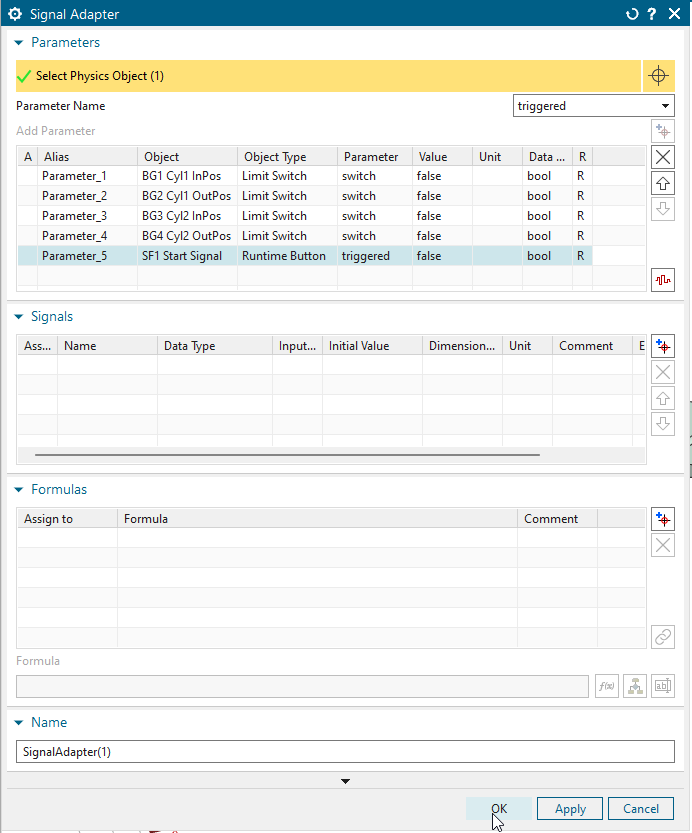 Signal Adapter ?
Parameters
Select Physics Object (1)
Parameter Name triggered
Add Parameter
A Alias Object Object Type Parameter Value Unit Data ... R
Parameter_1 BG1 Cyl1 InPos Limit Switch switch false bool R
Parameter_2 BG2 Cyl1 OutPos Limit Switch switch false bool R
Parameter_3 BG3 Cyl2 InPos Limit Switch switch false bool R
Parameter_4 BG4 Cyl2 OutPos Limit Switch switch false bool R
Parameter_5 SF1 Start Signal Runtime Button triggered false bool R
Signals
Ass... Name Data Type Input... Initial Value Dimension... Unit Comment E
Formulas
Assign to Formula Comment
Formula
f(x) ab
Name
SignalAdapter(1)
OK Apply Cancel